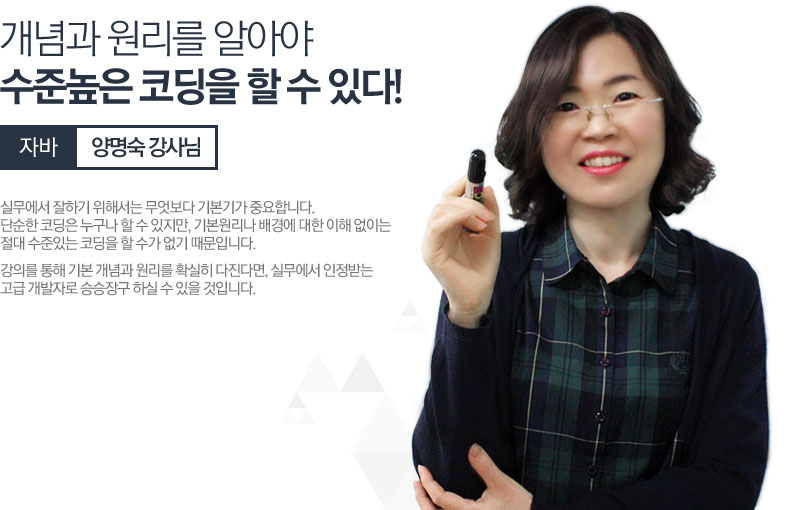 개념과 원리를 알아야
수준높은 코딩을 할 수 있다!
자바 양명숙 강사님
실무에서 잘하기 위해서는 무엇보다 기본기가 중요합니다.
단순한 코딩은 누구나 할 수 있지만, 기본원리나 배경에 대한 이해 없이는
절대 수준있는 코딩을 할 수가 없기 때문입니다.
강의를 통해 기본 개념과 원리를 확실히 다진다면, 실무에서 인정받는
고급 개발자로 승승장구 하실 수 있을 것입니다.